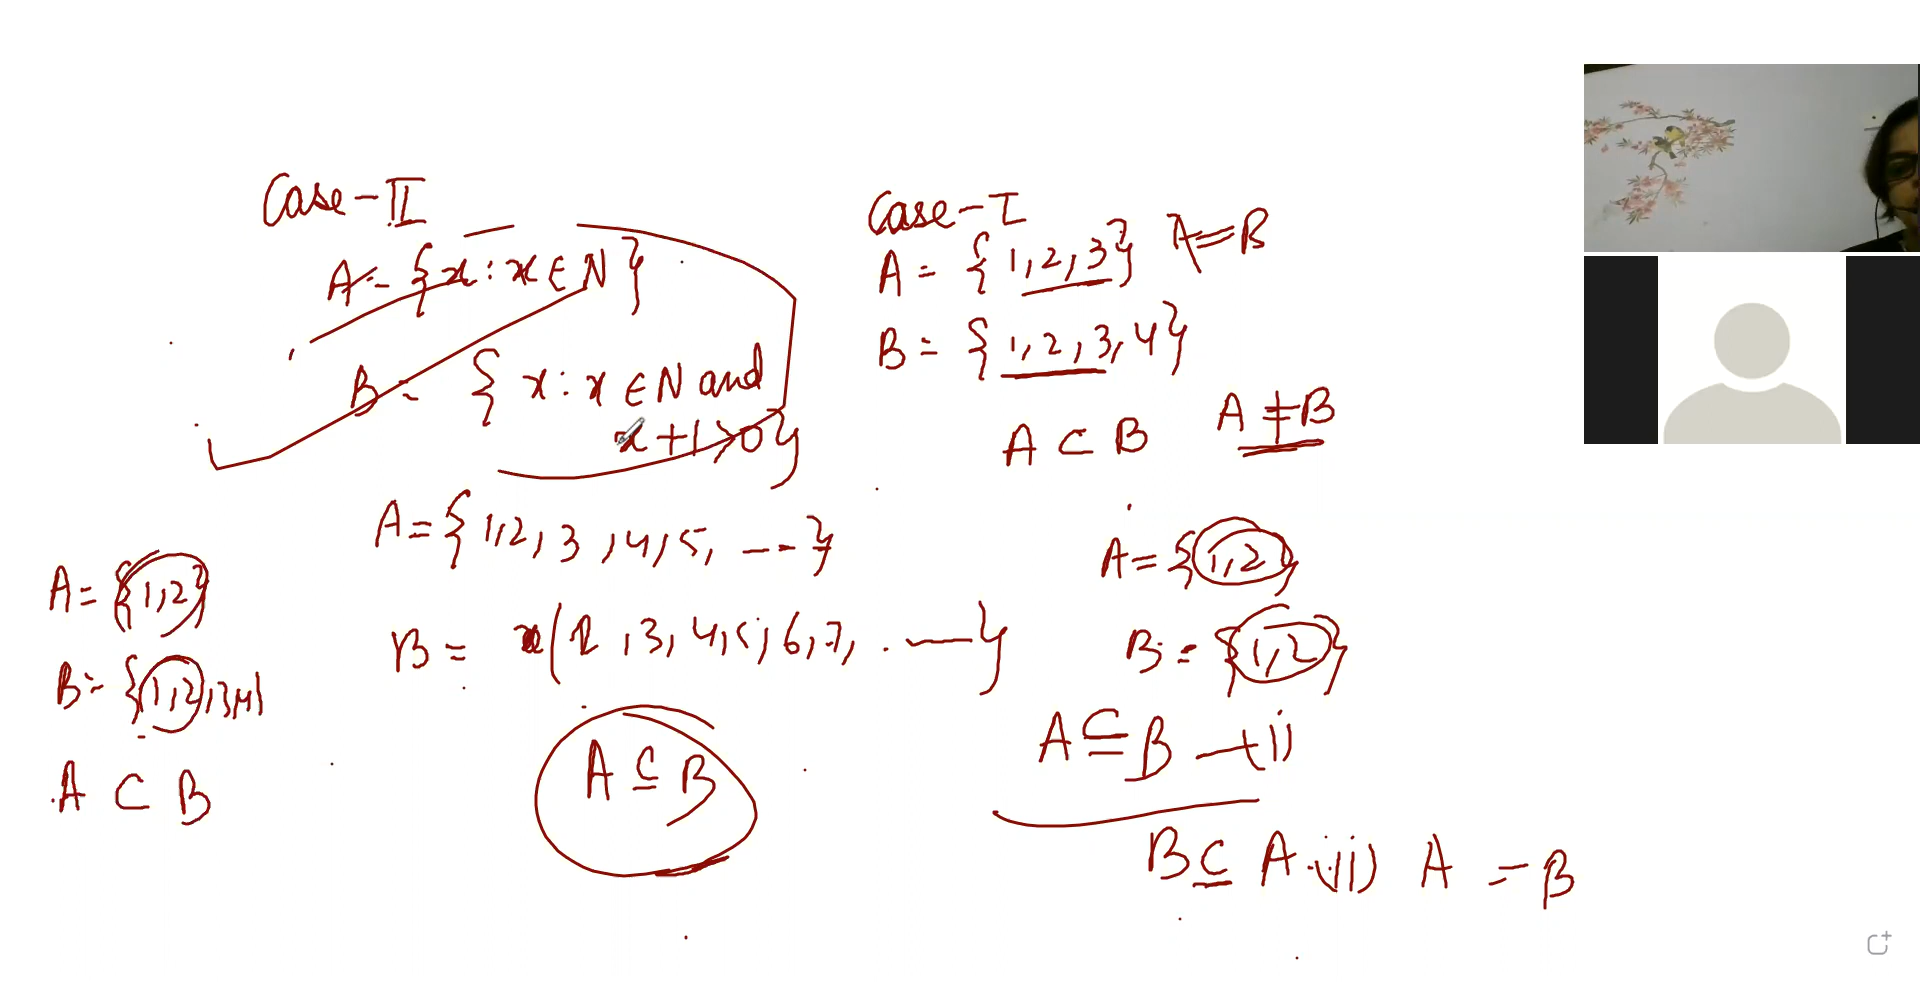 Case-II
A = {x : x ∈ N}
B = { x : x ∈ N and
x+1>0}
A = {1,2,3,4,5, ---}
B = x(2,3,4,5,6,7, . —}
A ⊆ B
A = {1,2}
B = {1,2,3,4}
A ⊂ B
Case-I
A = {1,2,3} A = B
B = {1,2,3,4}
A ⊂ B A ≠ B
A = {1,2}
B = {1,2}
A ⊆ B —(i)
B ⊆ A (ii) A = B